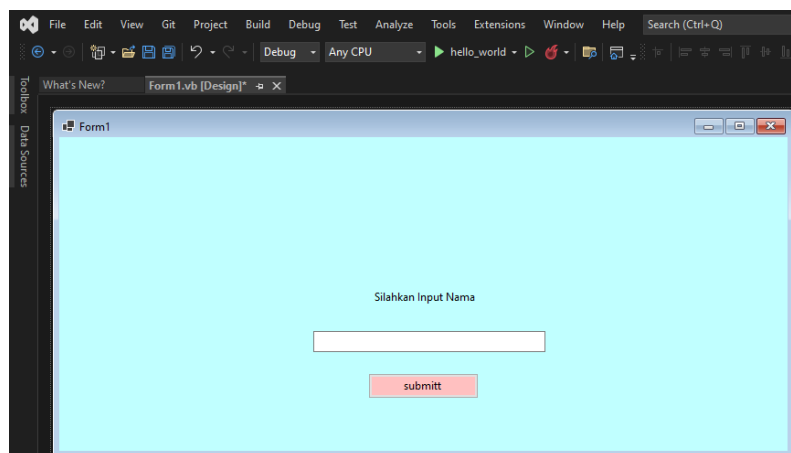 File Edit View Git Project Build Debug Test Analyze Tools Extensions Window Help Search (Ctrl+Q)
Debug Any CPU hello_world
Toolbox
Data Sources
What's New? Form1.vb [Design]*
Form1
Silahkan Input Nama
submitt